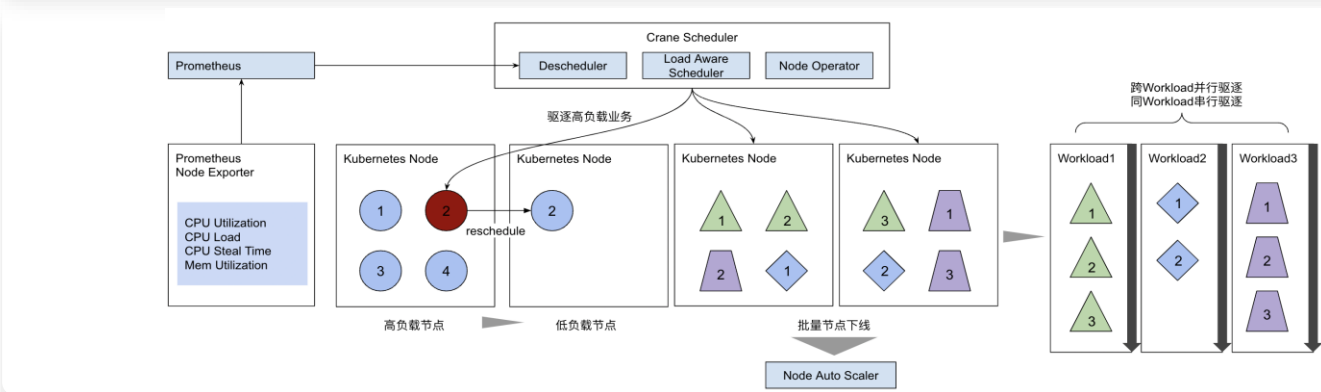 Crane Scheduler
Prometheus
Descheduler
Load Aware
Scheduler
Node Operator
跨Workload并行驱逐
同Workload串行驱逐
驱逐高负载业务
Prometheus
Node Exporter
CPU Utilization
CPU Load
CPU Steal Time
Mem Utilization
Kubernetes Node
1
2
3
4
reschedule
Kubernetes Node
2
Kubernetes Node
1
2
2
1
Kubernetes Node
3
1
2
3
Workload1
1
2
3
Workload2
1
2
Workload3
1
2
3
高负载节点
低负载节点
批量节点下线
Node Auto Scaler